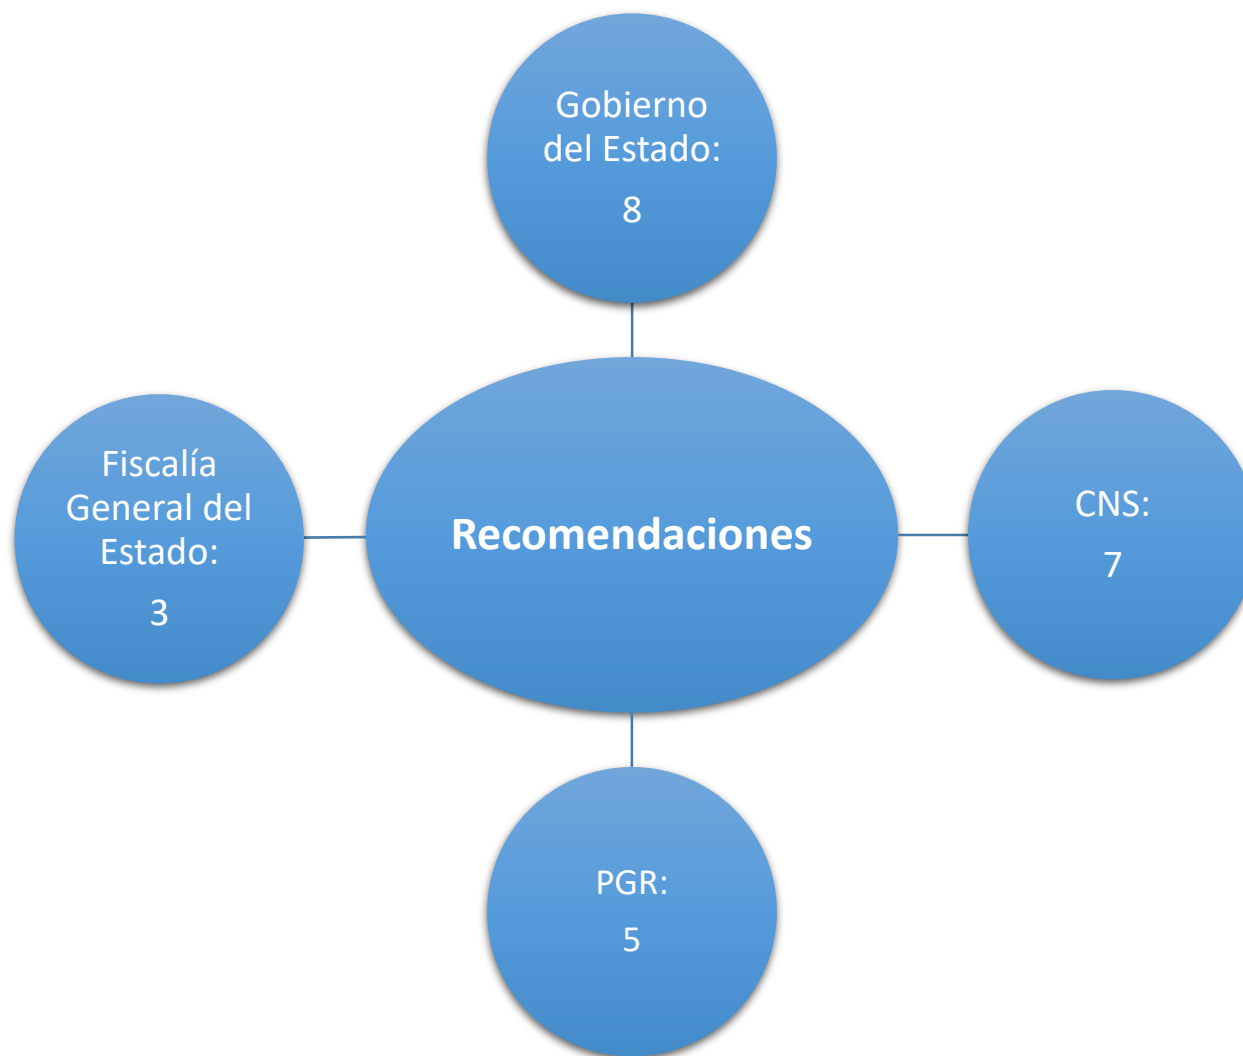 Gobierno
del Estado:
8
Fiscalía
General del
Estado:
3
Recomendaciones
CNS:
7
PGR:
5